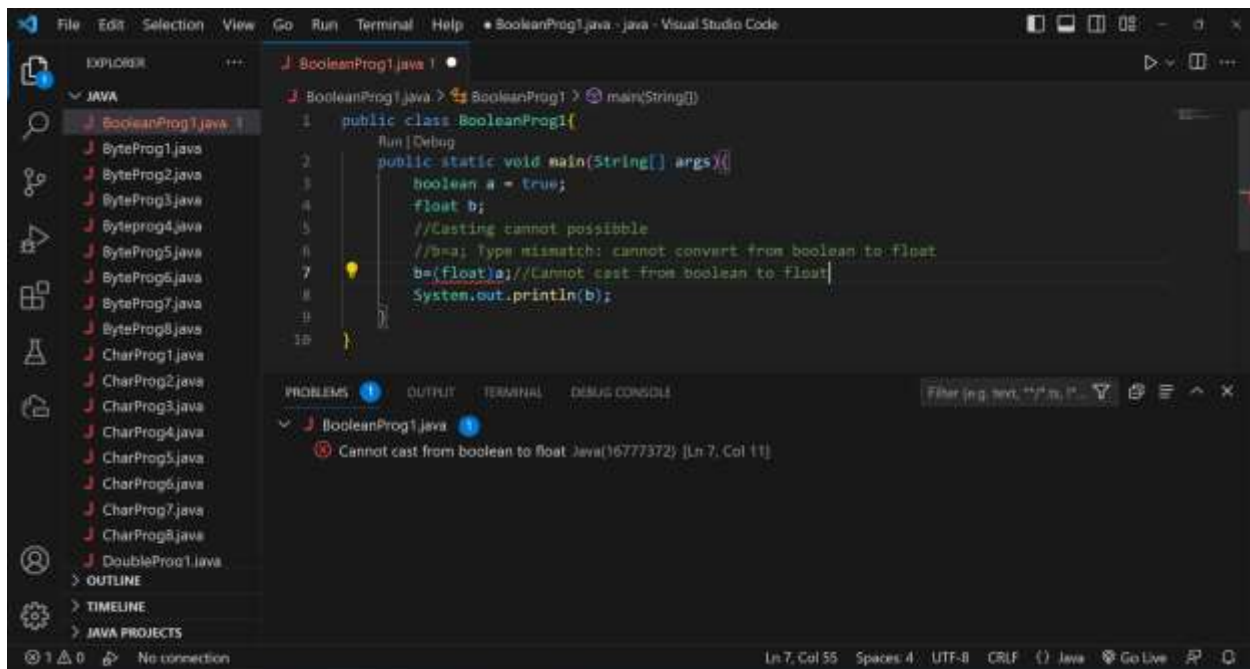 File Edit Selection View Go Run Terminal Help ● BooleanProg1.java - java - Visual Studio Code
EXPLORER ···
JAVA
J BooleanProg1.java 1
J ByteProg1.java
J ByteProg2.java
J ByteProg3.java
J Byteprog4.java
J ByteProg5.java
J ByteProg6.java
J ByteProg7.java
J ByteProg8.java
J CharProg1.java
J CharProg2.java
J CharProg3.java
J CharProg4.java
J CharProg5.java
J CharProg6.java
J CharProg7.java
J CharProg8.java
J DoubleProg1.java
OUTLINE
TIMELINE
JAVA PROJECTS
J BooleanProg1.java 1 ●
J BooleanProg1.java > BooleanProg1 > main(String[])
1 public class BooleanProg1{
Run | Debug
2 public static void main(String[] args){
3 boolean a = true;
4 float b;
5 //Casting cannot possibble
6 //b=a; Type mismatch: cannot convert from boolean to float
7 b=(float)a;//Cannot cast from boolean to float
8 System.out.println(b);
9 }
10 }
PROBLEMS 1 OUTPUT TERMINAL DEBUG CONSOLE Filter (e.g. text,
J BooleanProg1.java 1
Cannot cast from boolean to float Java(16777372) [Ln 7, Col 11]
1 0 No connection Ln 7, Col 55 Spaces: 4 UTF-8 CRLF {} Java Go Live